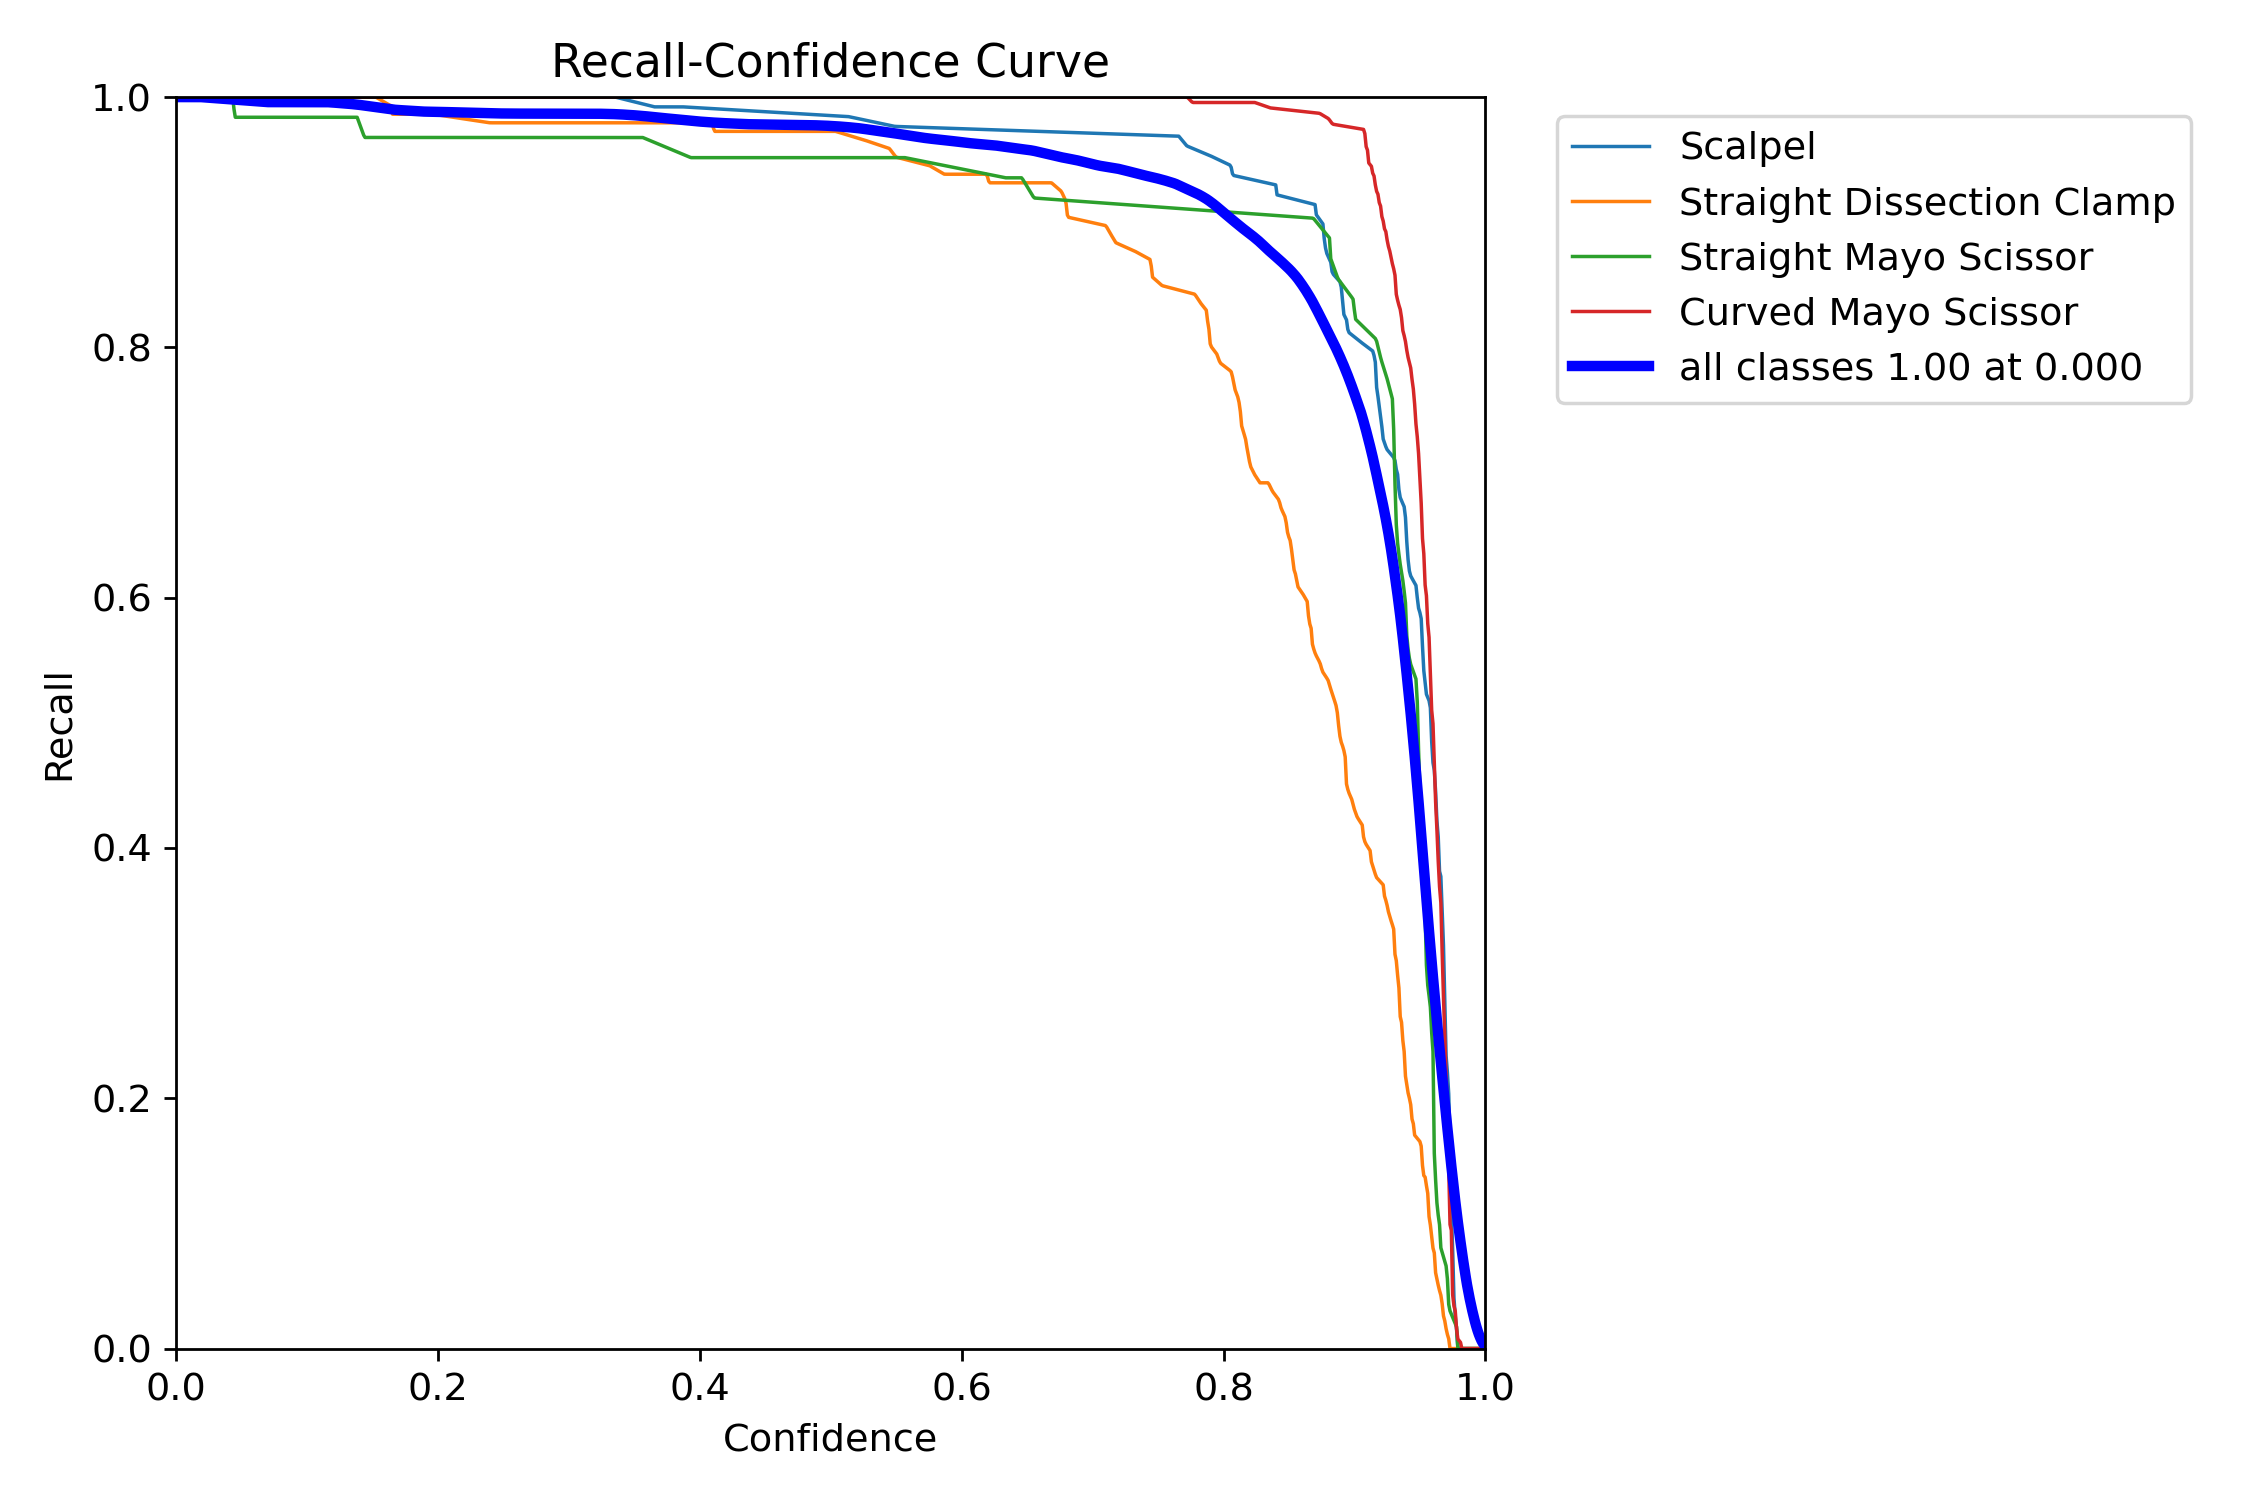 Recall-Confidence Curve
1.0
0.8
0.6
0.4
0.2
0.0
Recall
0.0 0.2 0.4 0.6 0.8 1.0
Confidence
Scalpel
Straight Dissection Clamp
Straight Mayo Scissor
Curved Mayo Scissor
all classes 1.00 at 0.000